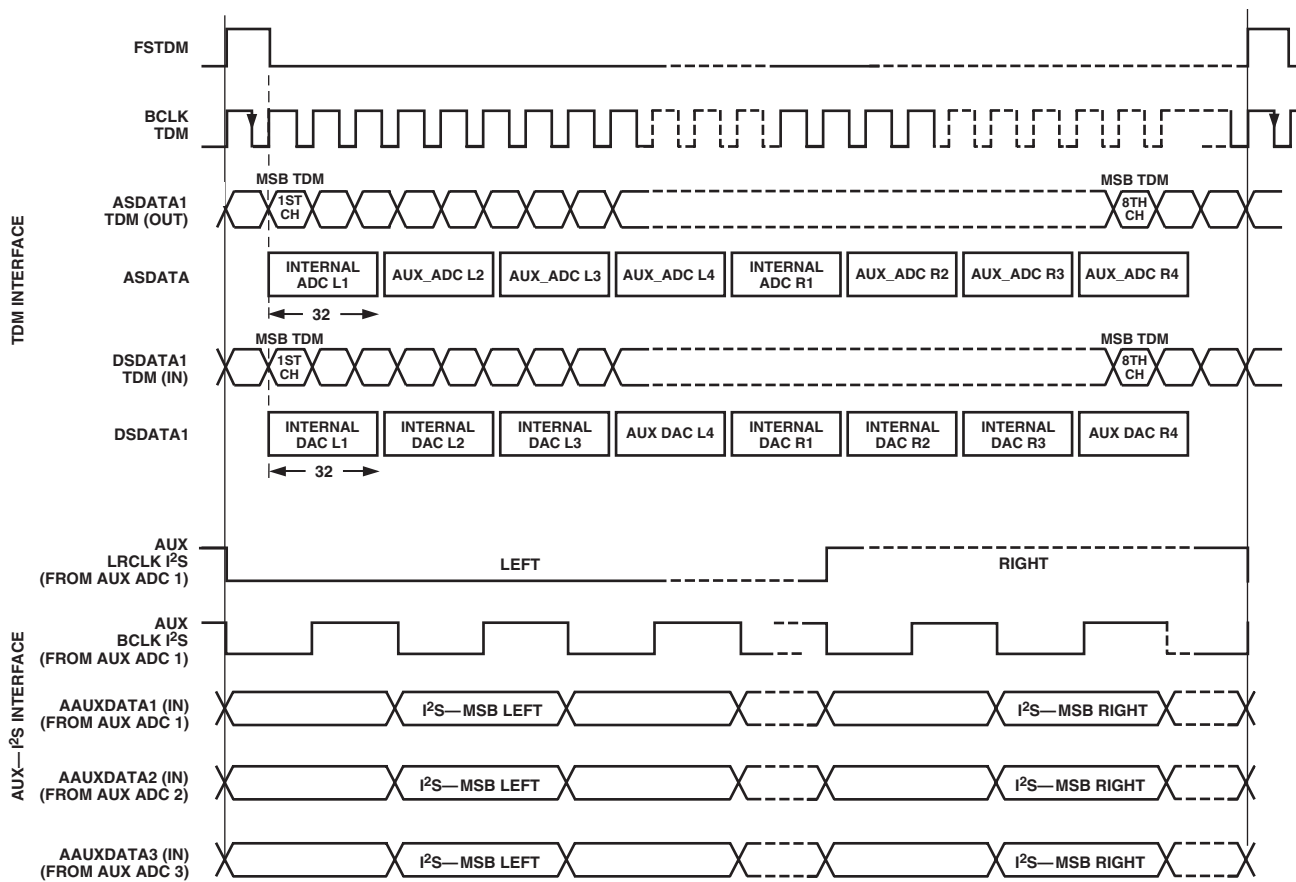 TDM INTERFACE
FSTDM
BCLK
TDM
MSB TDM
MSB TDM
ASDATA1
TDM (OUT)
1ST
CH
8TH
CH
ASDATA
INTERNAL
ADC L1
AUX_ADC L2
AUX_ADC L3
AUX_ADC L4
INTERNAL
ADC R1
AUX_ADC R2
AUX_ADC R3
AUX_ADC R4
32
MSB TDM
MSB TDM
DSDATA1
TDM (IN)
1ST
CH
8TH
CH
DSDATA1
INTERNAL
DAC L1
INTERNAL
DAC L2
INTERNAL
DAC L3
AUX DAC L4
INTERNAL
DAC R1
INTERNAL
DAC R2
INTERNAL
DAC R3
AUX DAC R4
32
AUX—I²S INTERFACE
AUX
LRCLK I²S
(FROM AUX ADC 1)
LEFT
RIGHT
AUX
BCLK I²S
(FROM AUX ADC 1)
AAUXDATA1 (IN)
(FROM AUX ADC 1)
I²S—MSB LEFT
I²S—MSB RIGHT
AAUXDATA2 (IN)
(FROM AUX ADC 2)
I²S—MSB LEFT
I²S—MSB RIGHT
AAUXDATA3 (IN)
(FROM AUX ADC 3)
I²S—MSB LEFT
I²S—MSB RIGHT